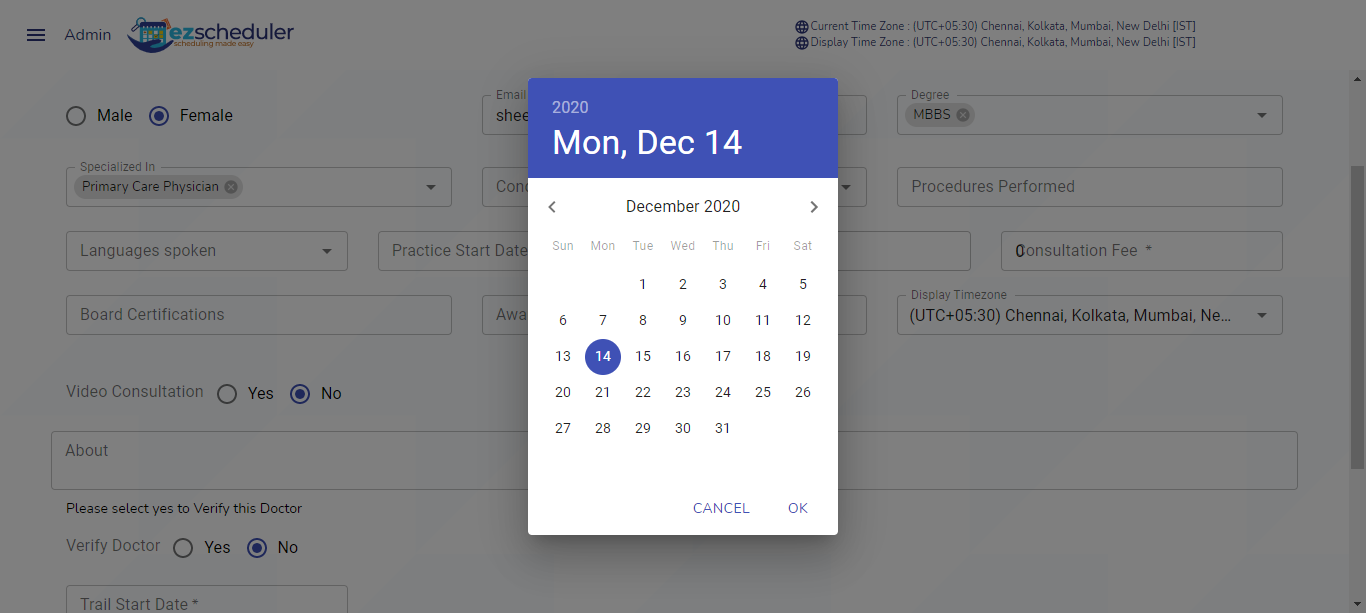 Admin
ezscheduler
scheduling made easy
Current Time Zone : (UTC+05:30) Chennai, Kolkata, Mumbai, New Delhi [IST]
Display Time Zone : (UTC+05:30) Chennai, Kolkata, Mumbai, New Delhi [IST]
Male Female
Email
shee
Degree
MBBS
Specialized In
Primary Care Physician
Cond
Procedures Performed
Languages spoken
Practice Start Date
0 Consultation Fee *
Board Certifications
Awa
Display Timezone
(UTC+05:30) Chennai, Kolkata, Mumbai, Ne...
Video Consultation Yes No
About
Please select yes to Verify this Doctor
Verify Doctor Yes No
Trail Start Date *
2020
Mon, Dec 14
December 2020
Sun Mon Tue Wed Thu Fri Sat
1 2 3 4 5
6 7 8 9 10 11 12
13 14 15 16 17 18 19
20 21 22 23 24 25 26
27 28 29 30 31
CANCEL OK